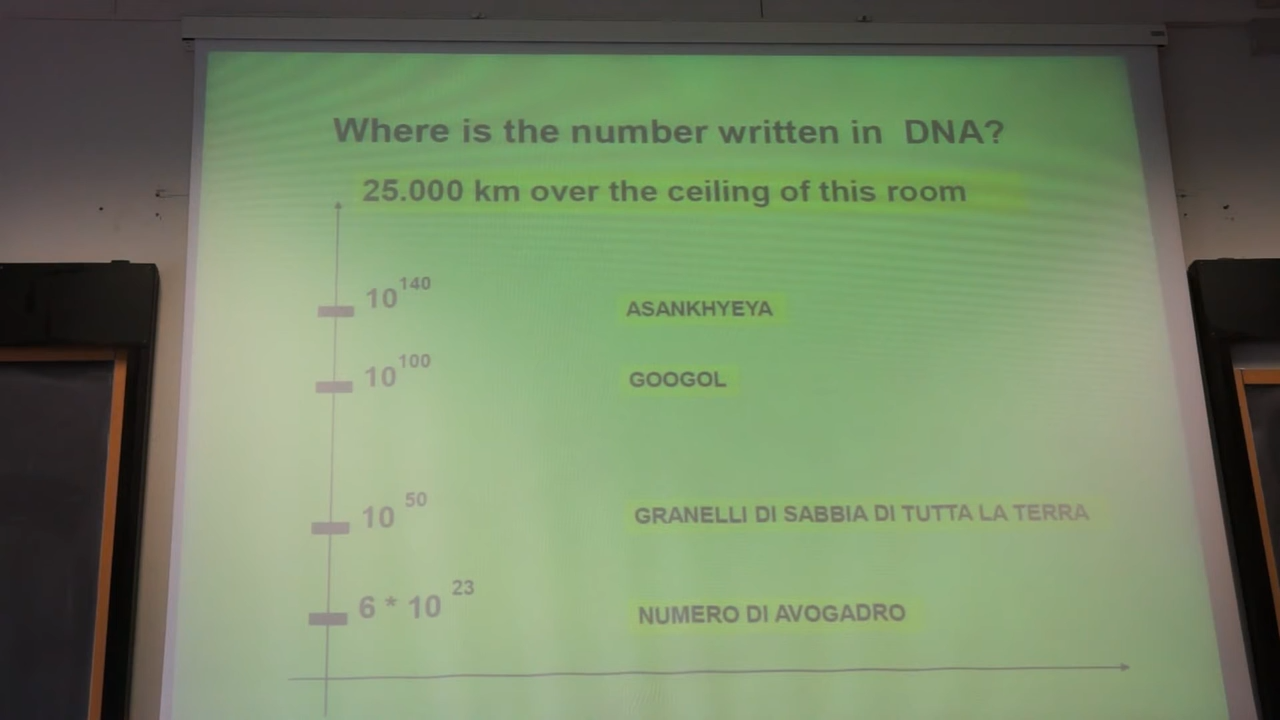 Where is the number written in DNA?
25.000 km over the ceiling of this room
10^140 ASANKHYEYA
10^100 GOOGOL
10^50 GRANELLI DI SABBIA DI TUTTA LA TERRA
6 * 10^23 NUMERO DI AVOGADRO